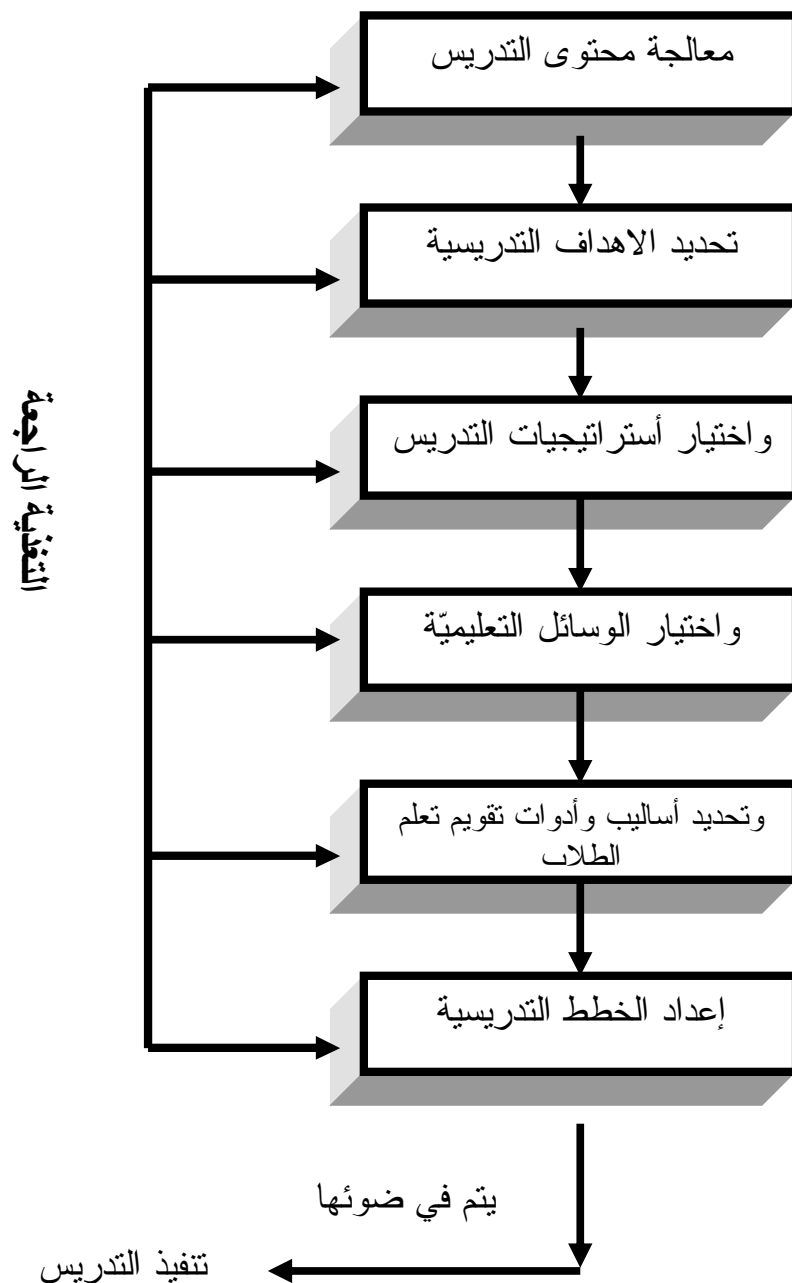 معالجة محتوى التدريس
تحديد الاهداف التدريسية
واختيار أستراتيجيات التدريس
واختيار الوسائل التعليميّة
وتحديد أساليب وأدوات تقويم تعلم
الطلاب
إعداد الخطط التدريسية
التغذية الراجعة
يتم في ضوئها
تنفيذ التدريس